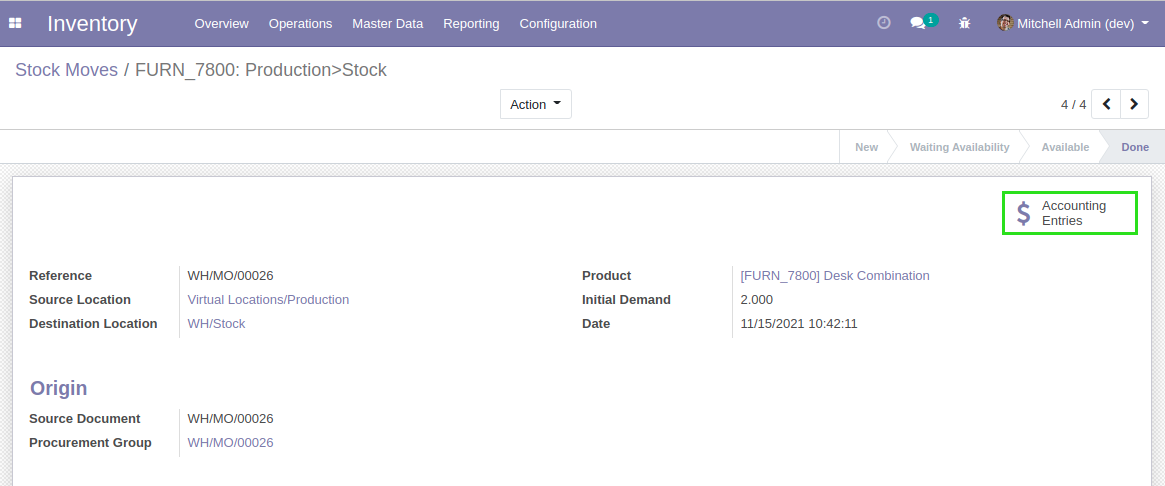 Inventory Overview Operations Master Data Reporting Configuration 1 Mitchell Admin (dev)
Stock Moves / FURN_7800: Production>Stock
Action 4 / 4
New Waiting Availability Available Done
$ Accounting
Entries
Reference WH/MO/00026 Product [FURN_7800] Desk Combination
Source Location Virtual Locations/Production Initial Demand 2.000
Destination Location WH/Stock Date 11/15/2021 10:42:11
Origin
Source Document WH/MO/00026
Procurement Group WH/MO/00026